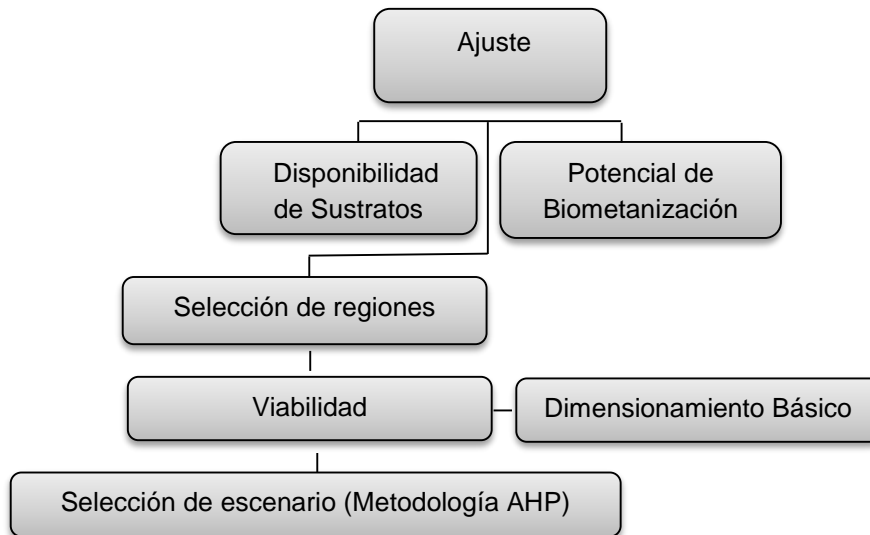 Ajuste
Disponibilidad
de Sustratos
Potencial de
Biometanización
Selección de regiones
Viabilidad
Dimensionamiento Básico
Selección de escenario (Metodología AHP)